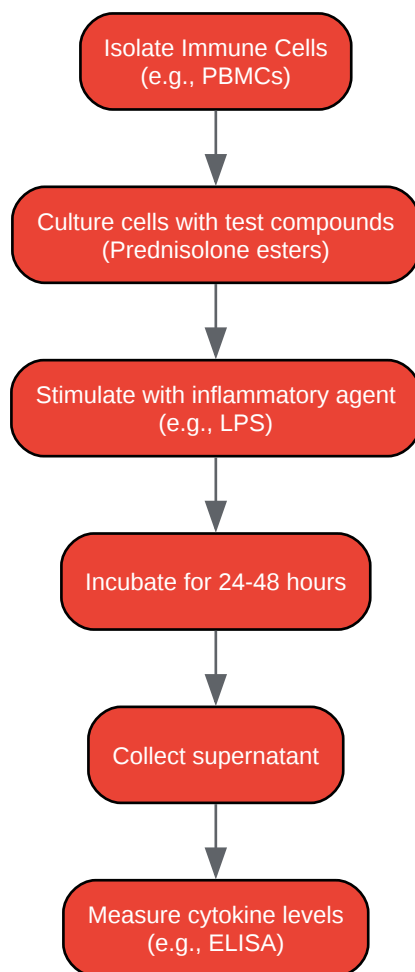 Isolate Immune Cells
(e.g., PBMCs)
Culture cells with test compounds
(Prednisolone esters)
Stimulate with inflammatory agent
(e.g., LPS)
Incubate for 24-48 hours
Collect supernatant
Measure cytokine levels
(e.g., ELISA)